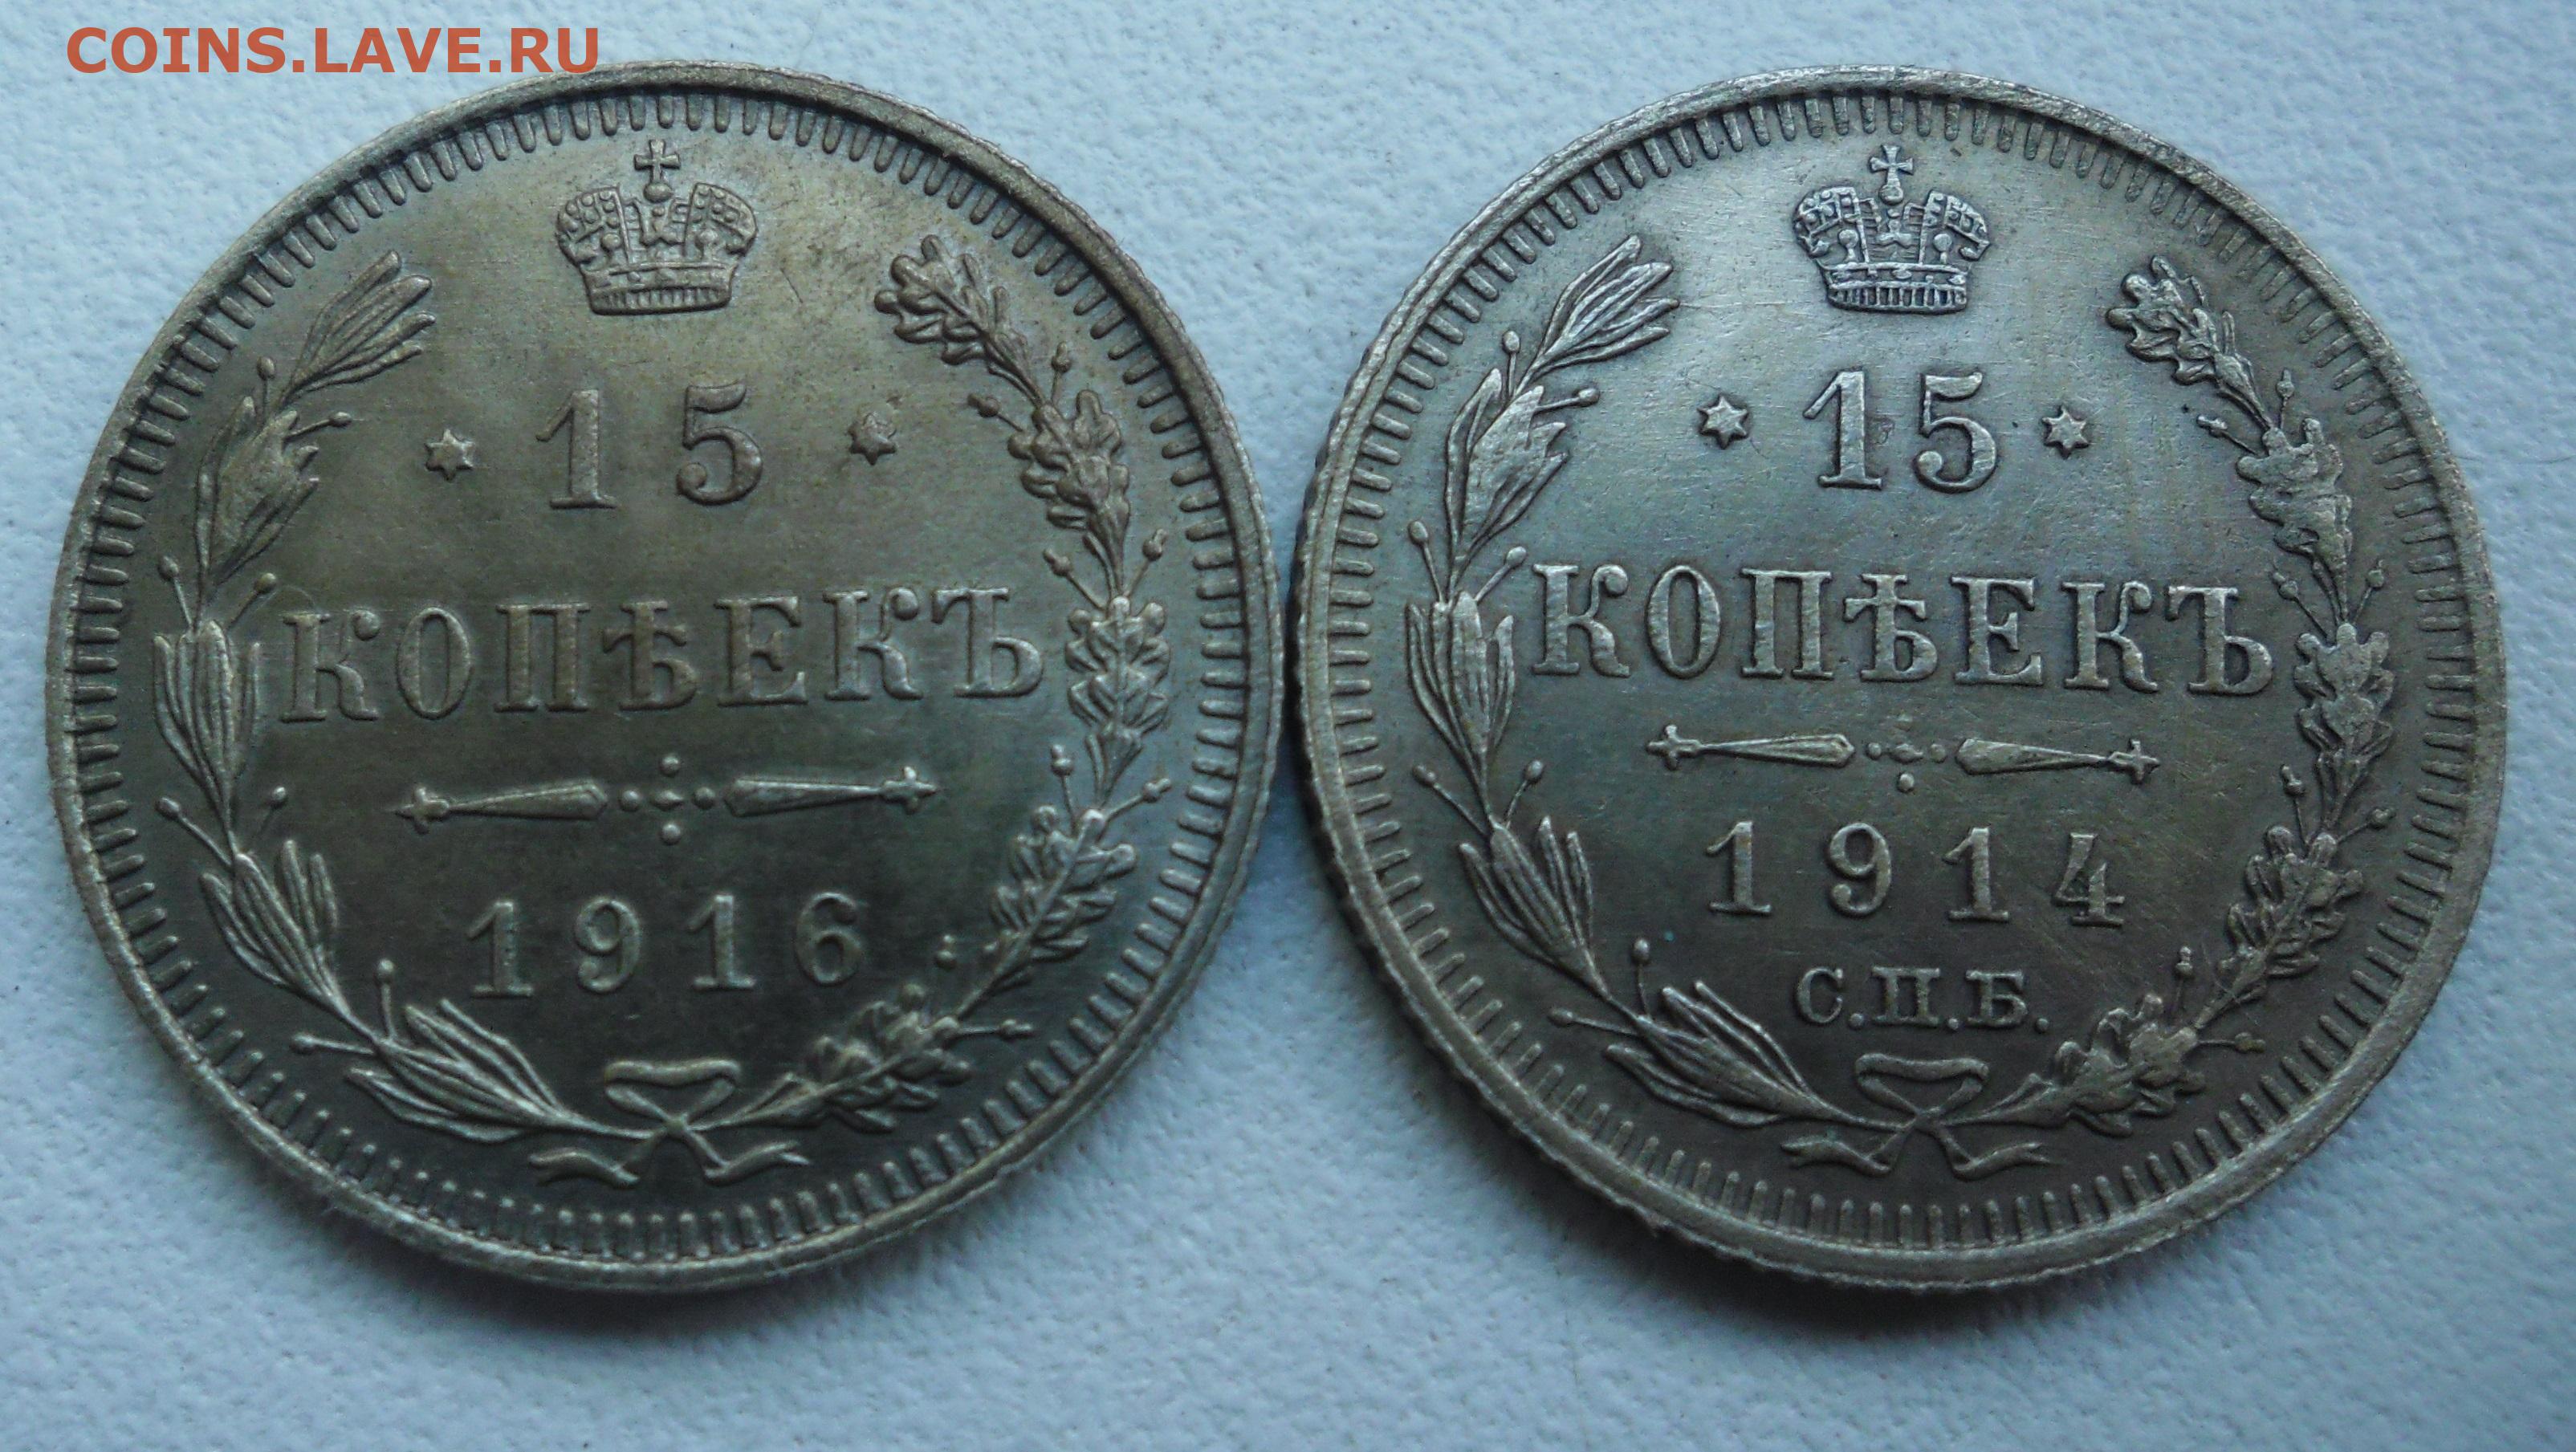 COINS.LAVE.RU
15
КОПѢЕКЪ
1916
15
КОПѢЕКЪ
1914
С.П.Б.